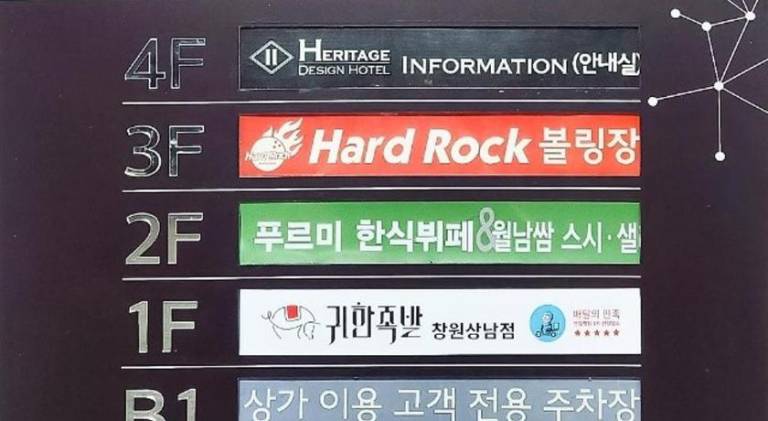 4F HERITAGE DESIGN HOTEL INFORMATION (안내실)
3F Hard Rock 볼링장
2F 푸르미 한식뷔페 & 월남쌈 스시·샐
1F 귀한족발 창원상남점 배달의 민족
★★★★★
B1 상가 이용 고객 전용 주차장